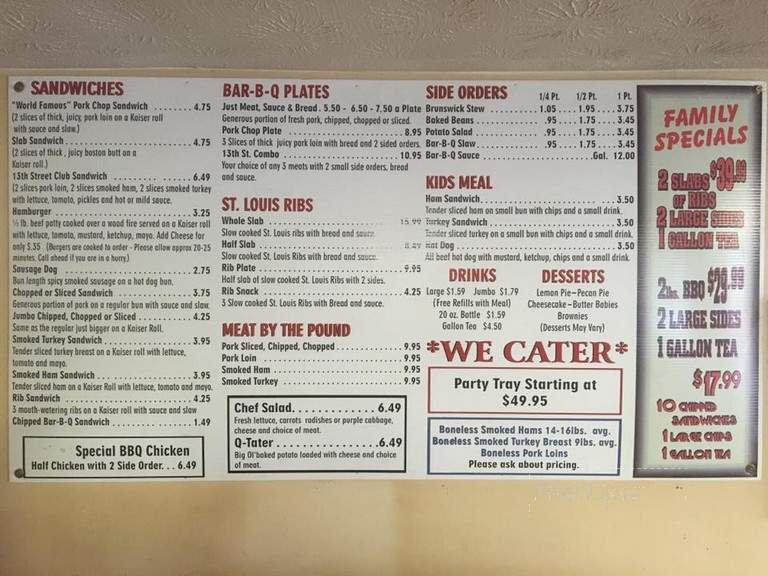 SANDWICHES
"World Famous" Pork Chop Sandwich ........ 4.75
(2 slices of thick, juicy, pork loin on a Kaiser roll
with sauce and slaw.)
Slab Sandwich .................... 4.75
(2 slices of thick , juicy boston butt on a
Kaiser roll.)
13th Street Club Sandwich ........... 6.49
(2 slices pork loin, 2 slices smoked ham, 2 slices smoked turkey
with lettuce, tomato, pickles and hot or mild sauce.
Hamburger ...................... 3.25
½ lb. beef patty cooked over a wood fire served on a Kaiser roll
with lettuce, tomato, mustard, ketchup, mayo. Add Cheese for
only $.35 (Burgers are cooked to order - Please allow approx 20-25
minutes. Call ahead if you are in a hurry.)
Sausage Dog .................... 2.75
Bun length spicy smoked sausage on a hot dog bun.
Chopped or Sliced Sandwich ........... 3.75
Generous portion of pork on a regular bun with sauce and slaw.
Jumbo Chipped, Chopped or Sliced ....... 4.25
Same as the regular just bigger on a Kaiser Roll.
Smoked Turkey Sandwich ............. 3.95
Tender sliced turkey breast on a Kaiser roll with lettuce,
tomato and mayo.
Smoked Ham Sandwich .............. 3.95
Tender sliced ham on a Kaiser Roll with lettuce, tomato and mayo.
Rib Sandwich .................... 4.25
3 mouth-watering ribs on a Kaiser roll with sauce and slaw
Chipped Bar-B-Q Sandwich ............ 1.49
Special BBQ Chicken
Half Chicken with 2 Side Order. . . 6.49
BAR-B-Q PLATES
Just Meat, Sauce & Bread . 5.50 - 6.50 - 7.50 a Plate
Generous portion of fresh pork, chipped, chopped or sliced.
Pork Chop Plate .................. 8.95
3 Slices of thick juicy pork loin with bread and 2 sided orders.
13th St. Combo .................. 10.95
Your choice of any 3 meats with 2 small side orders, bread
and sauce.
ST. LOUIS RIBS
Whole Slab ..................... 15.99
Slow cooked St. Louis ribs with bread and sauce.
Half Slab ...................... 8.49
Slow cooked St. Louis Ribs with bread and sauce.
Rib Plate ...................... 9.95
Half slab of slow cooked St. Louis Ribs with 2 sides.
Rib Snack ...................... 4.25
3 Slow cooked St. Louis Ribs with Bread and sauce.
MEAT BY THE POUND
Pork Sliced, Chipped, Chopped .......... 9.95
Pork Loin ...................... 9.95
Smoked Ham .................... 9.95
Smoked Turkey ................... 9.95
Chef Salad. . . . . . . . . . . . . 6.49
Fresh lettuce, carrots radishes or purple cabbage,
cheese and choice of meat.
Q-Tater . . . . . . . . . . . . . . .6.49
Big Ol'baked potato loaded with cheese and choice
of meat.
SIDE ORDERS 1/4 Pt. 1/2 Pt. 1 Pt.
Brunswick Stew .......... 1.05 . . . 1.95 . . . 3.75
Baked Beans ............ .95 . . . 1.75 . . . 3.45
Potato Salad ............ .95 . . . 1.75 . . . 3.45
Bar-B-Q Slaw ............ .95 . . . 1.75 . . . 3.45
Bar-B-Q Sauce .................. Gal. 12.00
KIDS MEAL
Ham Sandwich ..................... 3.50
Tender sliced ham on small bun with chips and a small drink.
Turkey Sandwich ................... 3.50
Tender sliced turkey on a small bun with chips and a small drink.
Hot Dog ........................ 3.50
All beef hot dog with mustard, ketchup, chips and a small drink.
DRINKS
Large $1.59 Jumbo $1.79
(Free Refills with Meal)
20 oz. Bottle $1.59
Gallon Tea $4.50
DESSERTS
Lemon Pie-Pecan Pie
Cheesecake-Butter Babies
Brownies
(Desserts May Vary)
*WE CATER*
Party Tray Starting at
$49.95
Boneless Smoked Hams 14-16lbs. avg.
Boneless Smoked Turkey Breast 9lbs. avg.
Boneless Pork Loins
Please ask about pricing.
FAMILY
SPECIALS
2 SLABS $39.99
OF RIBS
2 LARGE SIDES
1 GALLON TEA
2lbs. BBQ $29.99
2 LARGE SIDES
1 GALLON TEA
$17.99
10 CHIPPED
SANDWICHES
1 LARGE CHIPS
1 GALLON TEA